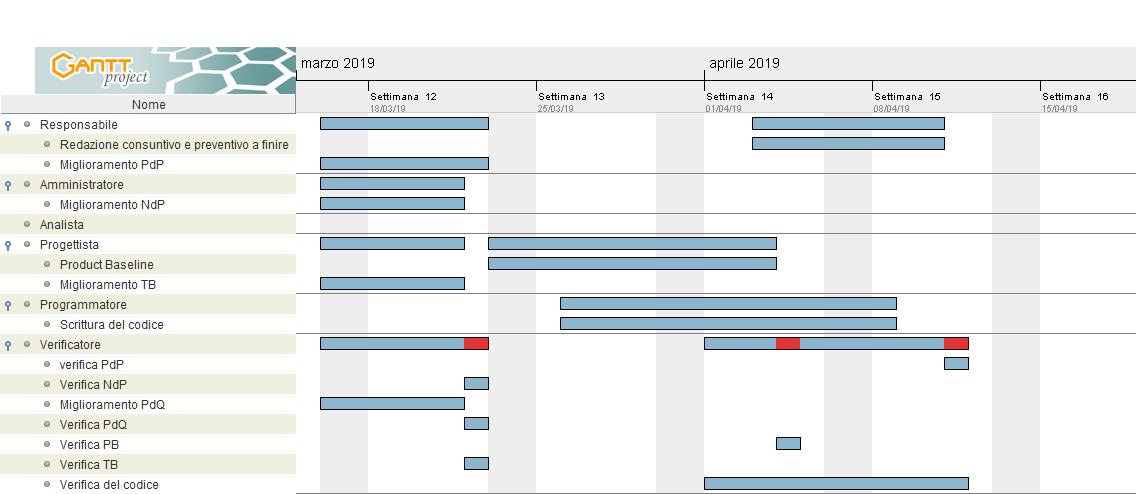 GANTT
project
marzo 2019
aprile 2019
Nome
Settimana 12
18/03/19
Settimana 13
25/03/19
Settimana 14
01/04/19
Settimana 15
08/04/19
Settimana 16
15/04/19
Responsabile
Redazione consuntivo e preventivo a finire
Miglioramento PdP
Amministratore
Miglioramento NdP
Analista
Progettista
Product Baseline
Miglioramento TB
Programmatore
Scrittura del codice
Verificatore
verifica PdP
Verifica NdP
Miglioramento PdQ
Verifica PdQ
Verifica PB
Verifica TB
Verifica del codice